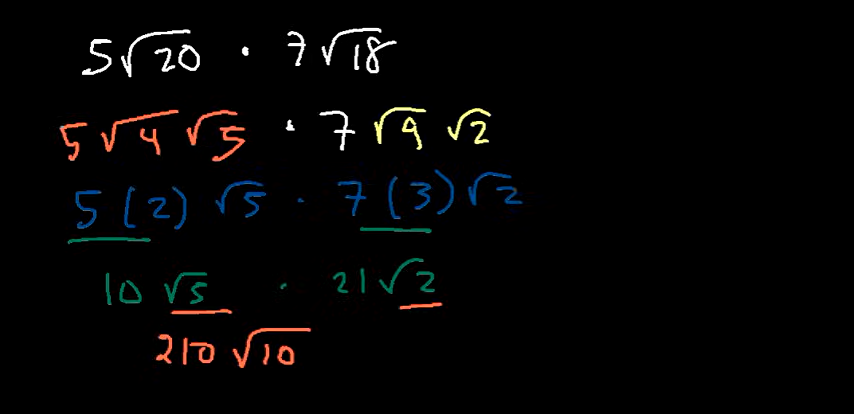 5√20 · 7√18
5√4 √5 · 7 √9 √2
5(2) √5 · 7(3)√2
10 √5 · 21√2
210 √10